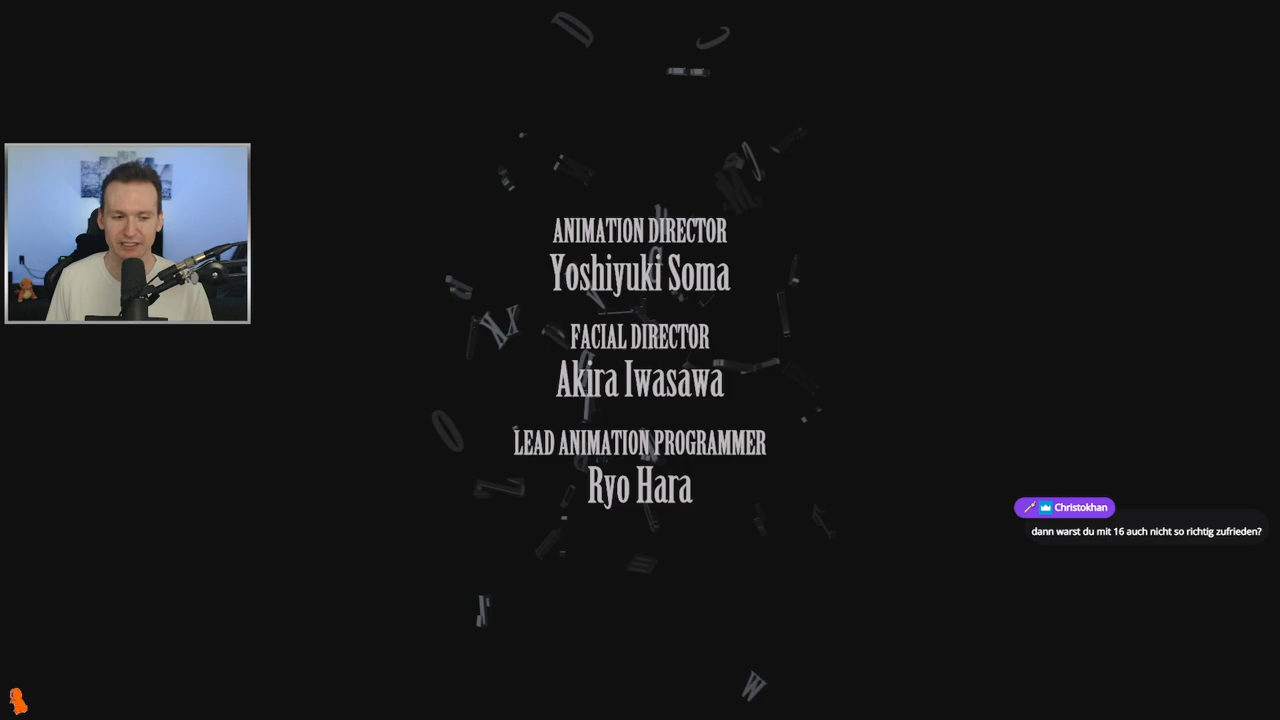 ANIMATION DIRECTOR
Yoshiyuki Soma
FACIAL DIRECTOR
Akira Iwasawa
LEAD ANIMATION PROGRAMMER
Ryo Hara
Christokhan
dann warst du mit 16 auch nicht so richtig zufrieden?